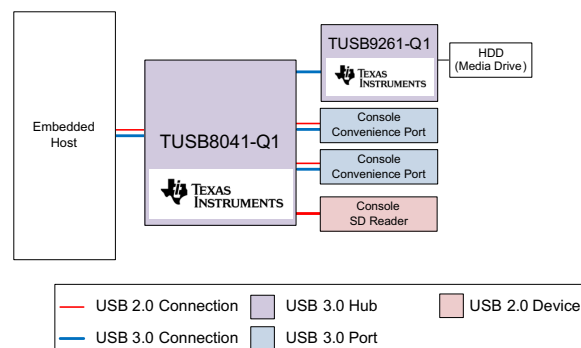 TUSB9261-Q1
TEXAS
INSTRUMENTS
HDD
(Media Drive)
Embedded
Host
TUSB8041-Q1
TEXAS
INSTRUMENTS
Console
Convenience Port
Console
Convenience Port
Console
SD Reader
USB 2.0 Connection
USB 3.0 Hub
USB 2.0 Device
USB 3.0 Connection
USB 3.0 Port